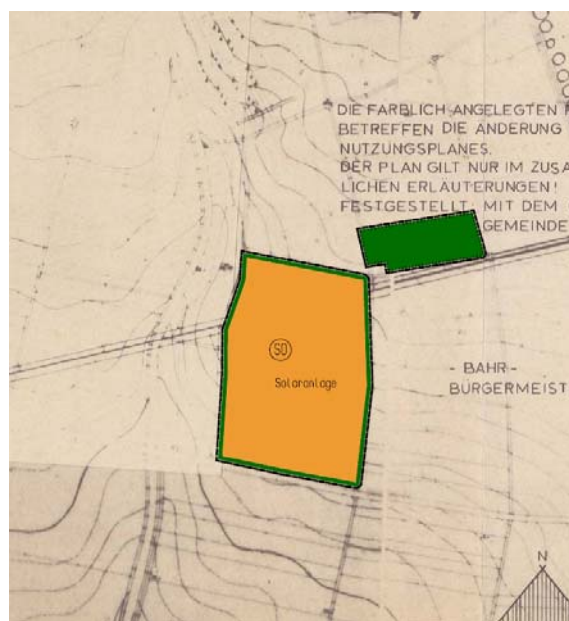 DIE FARBLICH ANGELEGTEN
BETREFFEN DIE ÄNDERUNG
NUTZUNGSPLANES.
DER PLAN GILT NUR IM ZUSA
LICHEN ERLÄUTERUNGEN!
FESTGESTELLT, MIT DEM
GEMEINDE
SO
Solaranlage
- BAHR -
BÜRGERMEIST
N